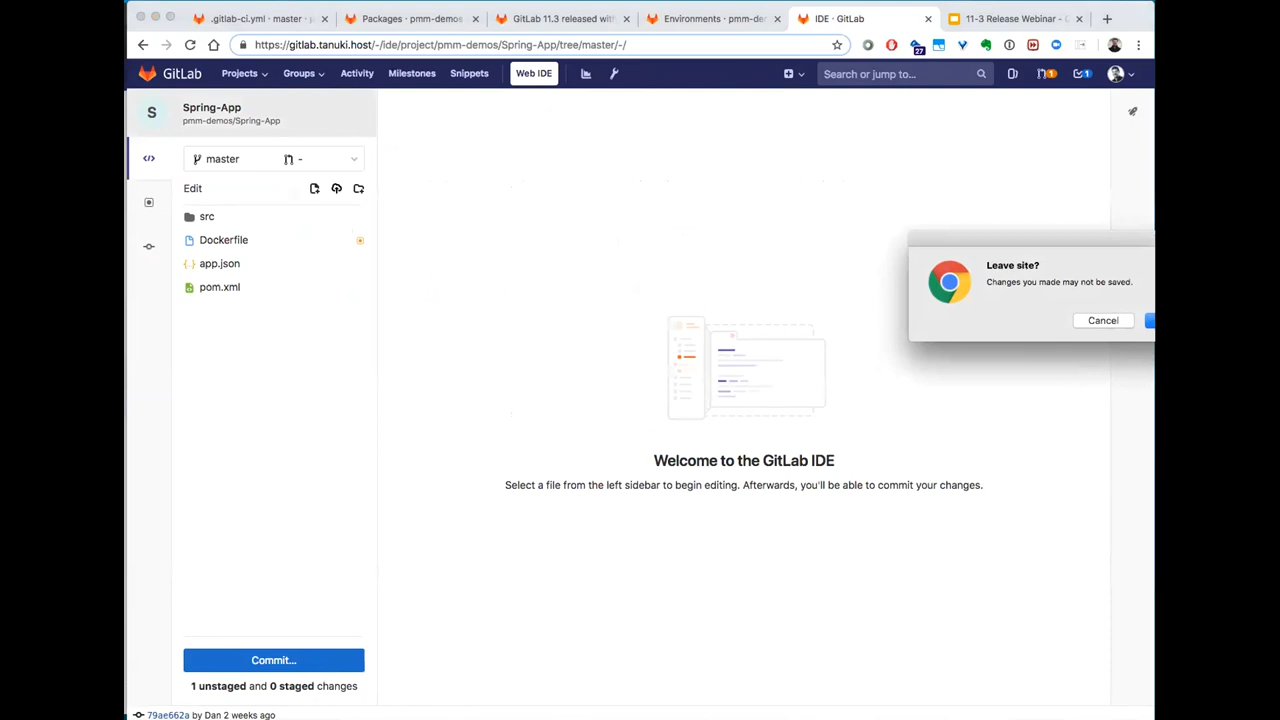 .gitlab-ci.yml · master · p
Packages · pmm-demos
GitLab 11.3 released with
Environments · pmm-de
IDE · GitLab
11-3 Release Webinar - G
https://gitlab.tanuki.host/-/ide/project/pmm-demos/Spring-App/tree/master/-/
27
GitLab
Projects
Groups
Activity
Milestones
Snippets
Web IDE
Search or jump to...
1
1
S
Spring-App
pmm-demos/Spring-App
master
-
Edit
src
Dockerfile
app.json
pom.xml
Leave site?
Changes you made may not be saved.
Cancel
Welcome to the GitLab IDE
Select a file from the left sidebar to begin editing. Afterwards, you'll be able to commit your changes.
Commit...
1 unstaged and 0 staged changes
79ae662a by Dan 2 weeks ago